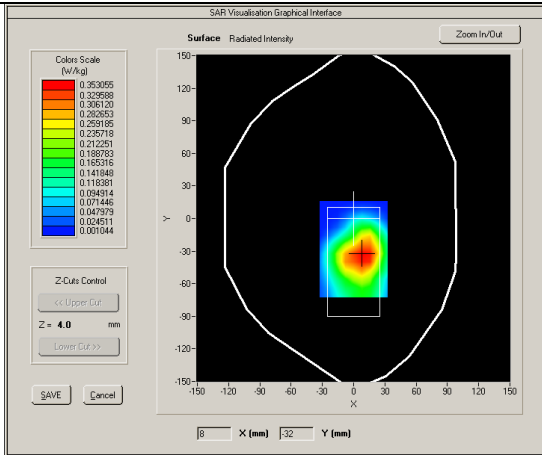 SAR Visualisation Graphical Interface
Surface Radiated Intensity
Zoom In/Out
Colors Scale
(W/kg)
0.353055
0.329588
0.306120
0.282653
0.259185
0.235718
0.212251
0.188783
0.165316
0.141848
0.118381
0.094914
0.071446
0.047979
0.024511
0.001044
Z-Cuts Control
<< Upper Cut
Z = 4.0 mm
Lower Cut >>
SAVE Cancel
150-
120-
90-
60-
30-
0-
-30-
-60-
-90-
-120-
-150-
Y
-150 -120 -90 -60 -30 0 30 60 90 120 150
X
8 X (mm) -32 Y (mm)